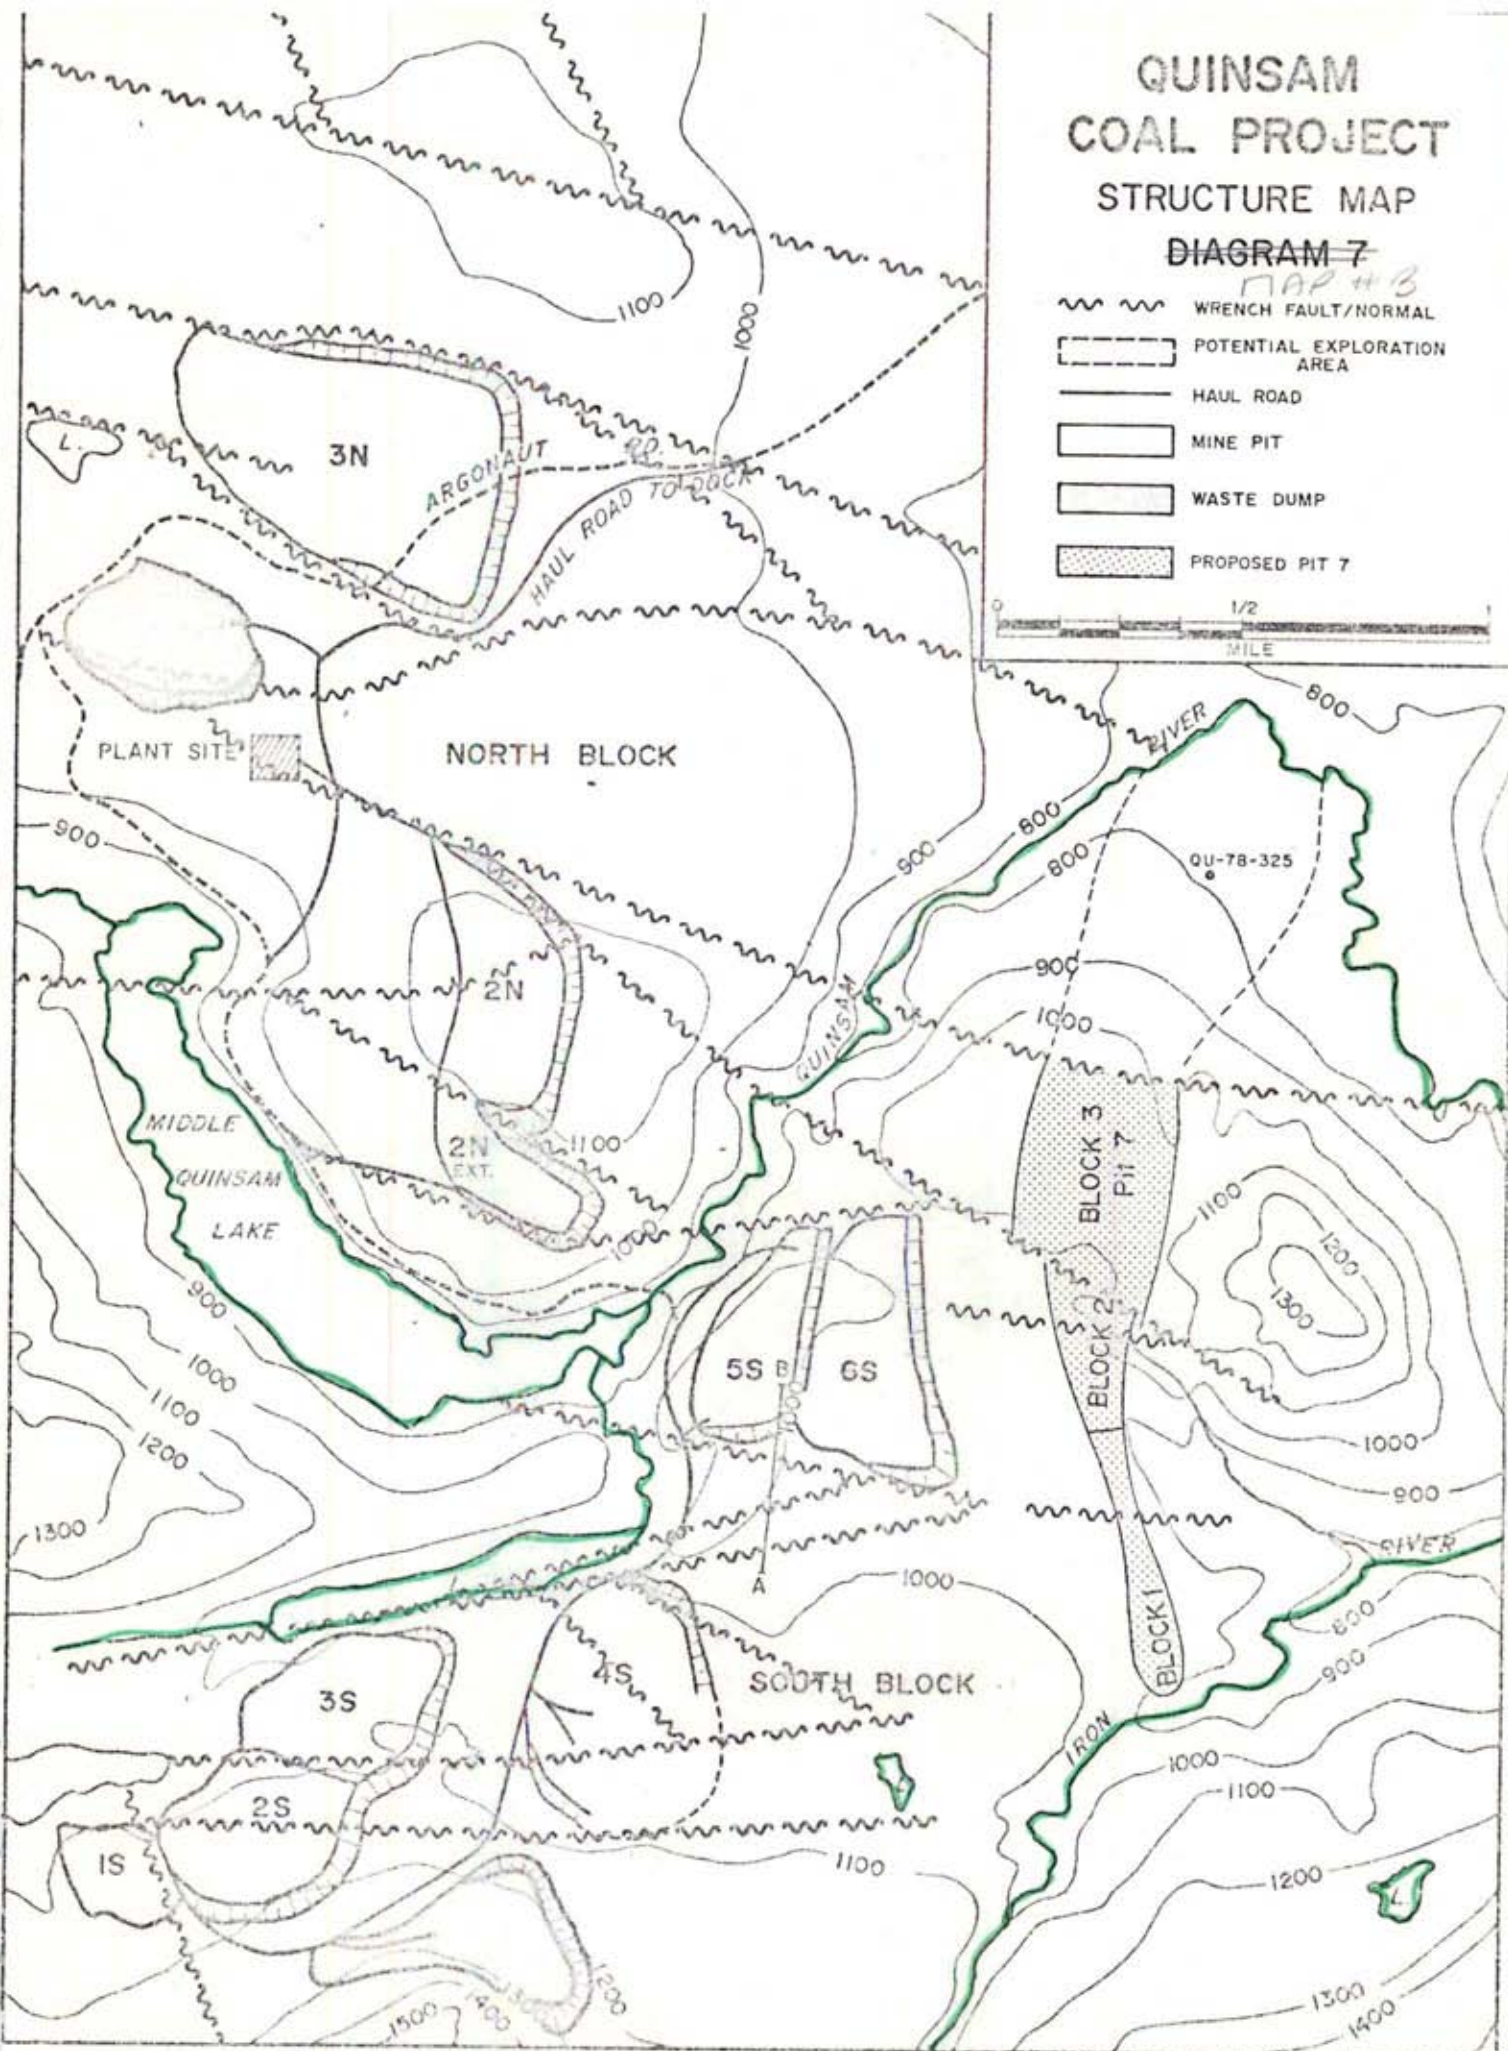 QUINSAM
COAL PROJECT
STRUCTURE MAP
DIAGRAM 7
MAP # 3
WRENCH FAULT/NORMAL
POTENTIAL EXPLORATION
AREA
HAUL ROAD
MINE PIT
WASTE DUMP
PROPOSED PIT 7
0 1/2 1
MILE
1100
1000
L.
3N
ARGONAUT RD.
HAUL ROAD TO DOCK
PLANT SITE
NORTH BLOCK
900
800
RIVER
800
900
800
QU-78-325
2N
QUINSAM
900
1000
MIDDLE
QUINSAM
LAKE
2N
EXT.
1100
1000
BLOCK 3
Pit 7
1100
1200
1300
900
1000
1100
1200
1300
5S
B
6S
1000
BLOCK 2
1000
900
RIVER
A
1000
800
900
BLOCK 1
3S
4S
SOUTH BLOCK
IRON
1000
1100
2S
1S
1100
1200
L.
1200
1300
1400
1500
1300
1400